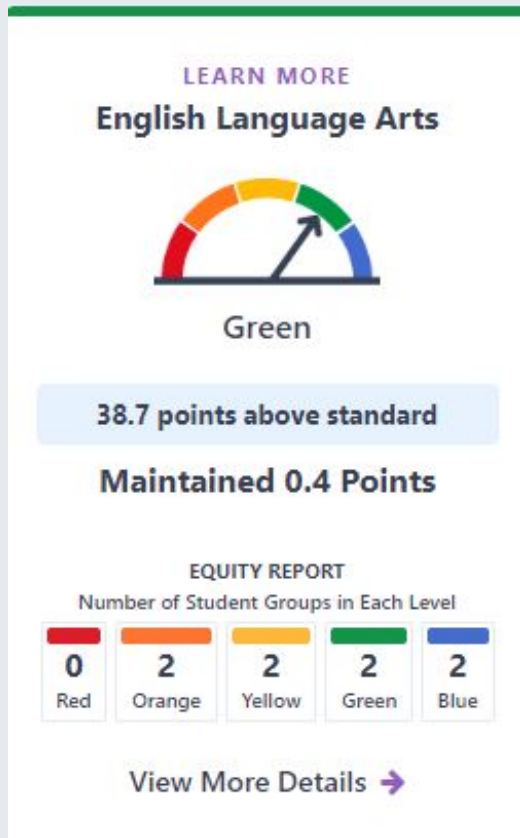 LEARN MORE
English Language Arts
Green
38.7 points above standard
Maintained 0.4 Points
EQUITY REPORT
Number of Student Groups in Each Level
0 2 2 2 2
Red Orange Yellow Green Blue
View More Details